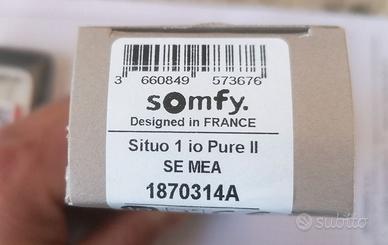 3 660849 573676
somfy.
Designed in FRANCE
Situo 1 io Pure II
SE MEA
1870314A
subito